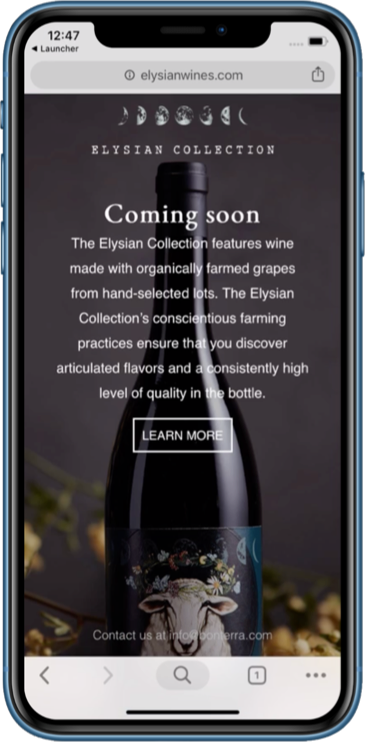 12:47
◀ Launcher
elysianwines.com
ELYSIAN COLLECTION
Coming soon
The Elysian Collection features wine
made with organically farmed grapes
from hand-selected lots. The Elysian
Collection's conscientious farming
practices ensure that you discover
articulated flavors and a consistently high
level of quality in the bottle.
LEARN MORE
Contact us at info@bonterra.com
1